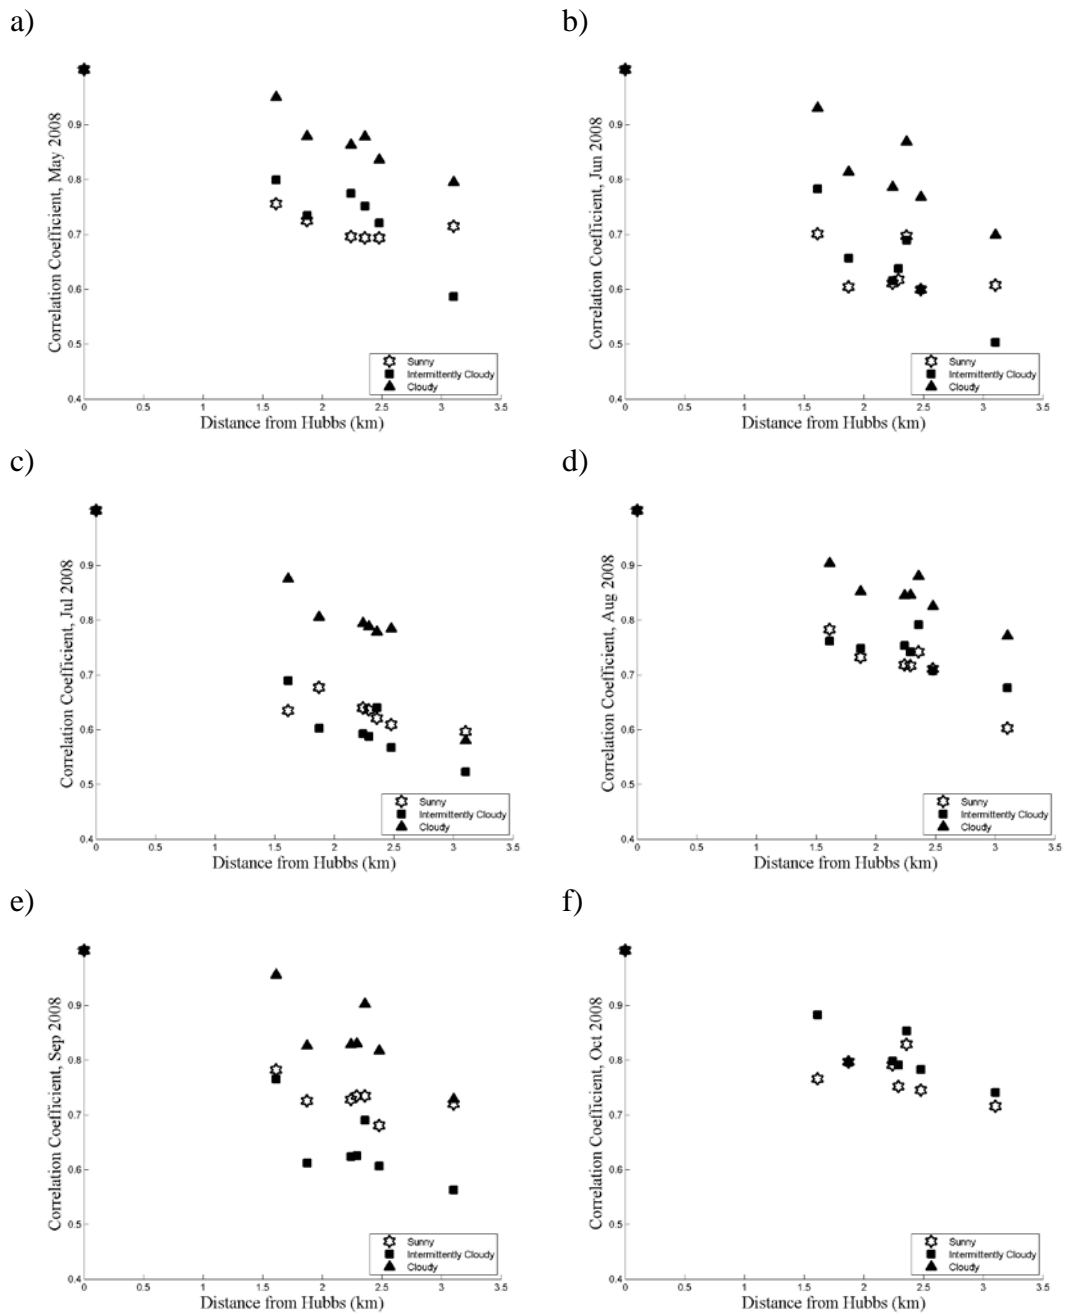 a)
b)
Correlation Coefficient, May 2008
0.9
0.8
0.7
0.6
0.5
0.4
0
0.5
1
1.5
2
2.5
3
3.5
Distance from Hubbs (km)
Sunny
Intermittently Cloudy
Cloudy
Correlation Coefficient, Jun 2008
0.9
0.8
0.7
0.6
0.5
0.4
0
0.5
1
1.5
2
2.5
3
3.5
Distance from Hubbs (km)
Sunny
Intermittently Cloudy
Cloudy
c)
d)
Correlation Coefficient, Jul 2008
0.9
0.8
0.7
0.6
0.5
0.4
0
0.5
1
1.5
2
2.5
3
3.5
Distance from Hubbs (km)
Sunny
Intermittently Cloudy
Cloudy
Correlation Coefficient, Aug 2008
0.9
0.8
0.7
0.6
0.5
0.4
0
0.5
1
1.5
2
2.5
3
3.5
Distance from Hubbs (km)
Sunny
Intermittently Cloudy
Cloudy
e)
f)
Correlation Coefficient, Sep 2008
0.9
0.8
0.7
0.6
0.5
0.4
0
0.5
1
1.5
2
2.5
3
3.5
Distance from Hubbs (km)
Sunny
Intermittently Cloudy
Cloudy
Correlation Coefficient, Oct 2008
0.9
0.8
0.7
0.6
0.5
0.4
0
0.5
1
1.5
2
2.5
3
3.5
Distance from Hubbs (km)
Sunny
Intermittently Cloudy
Cloudy